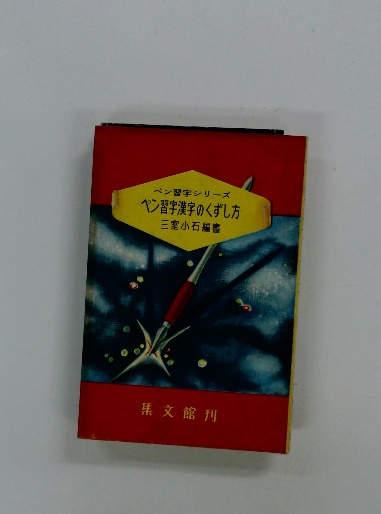 ペン習字シリーズ
ペン習字漢字のくずし方
三室小石編書
集文館刊